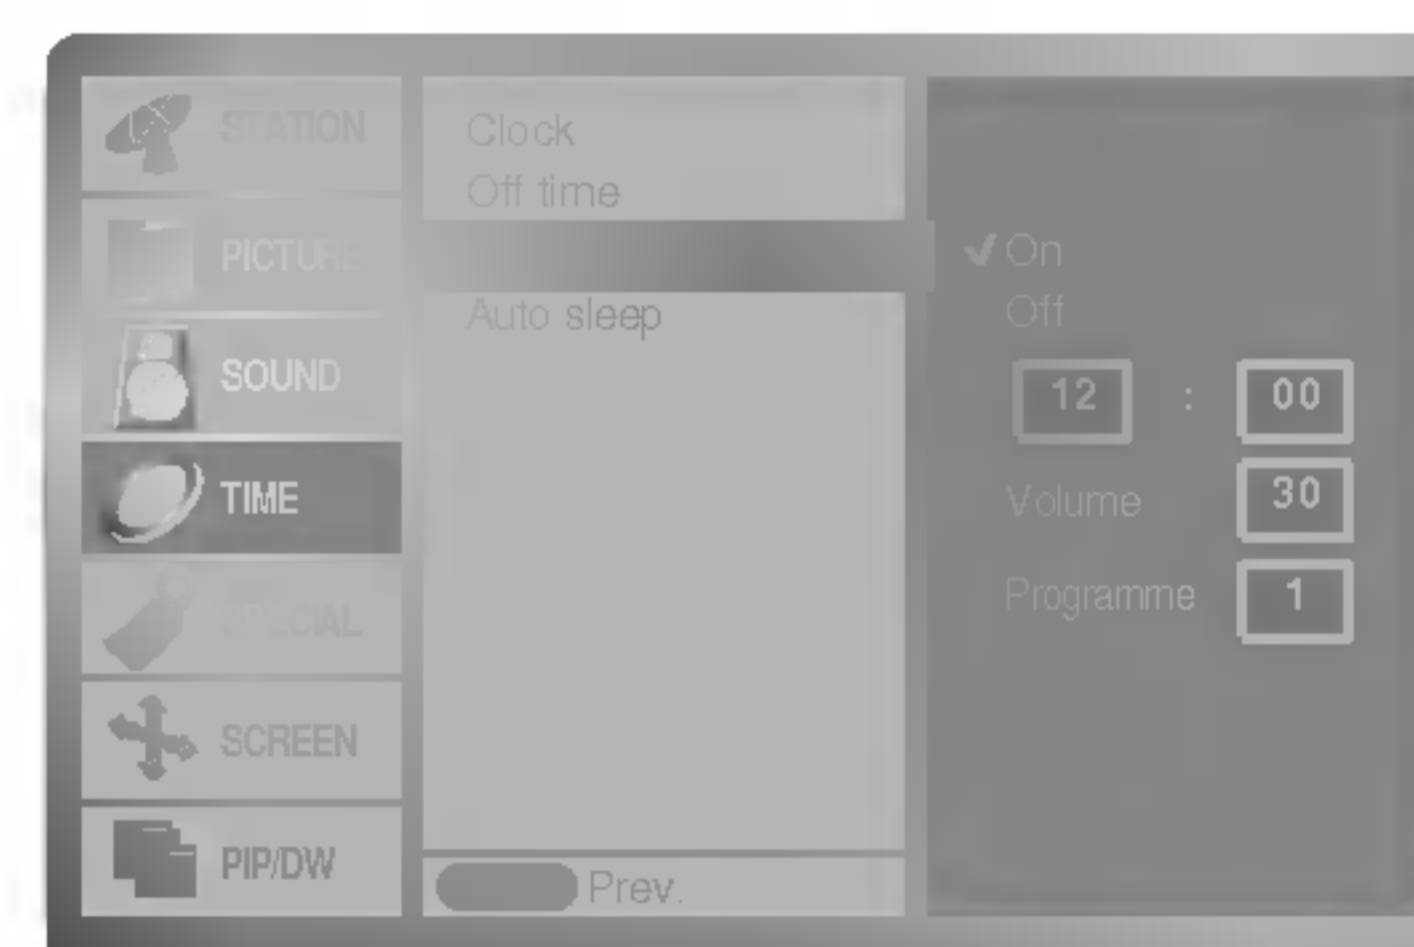 STATION
PICTURE
SOUND
TIME
SPECIAL
SCREEN
PIP/DW
Clock
Off time
Auto sleep
Prev.
✔ On
Off
12 : 00
Volume 30
Programme 1